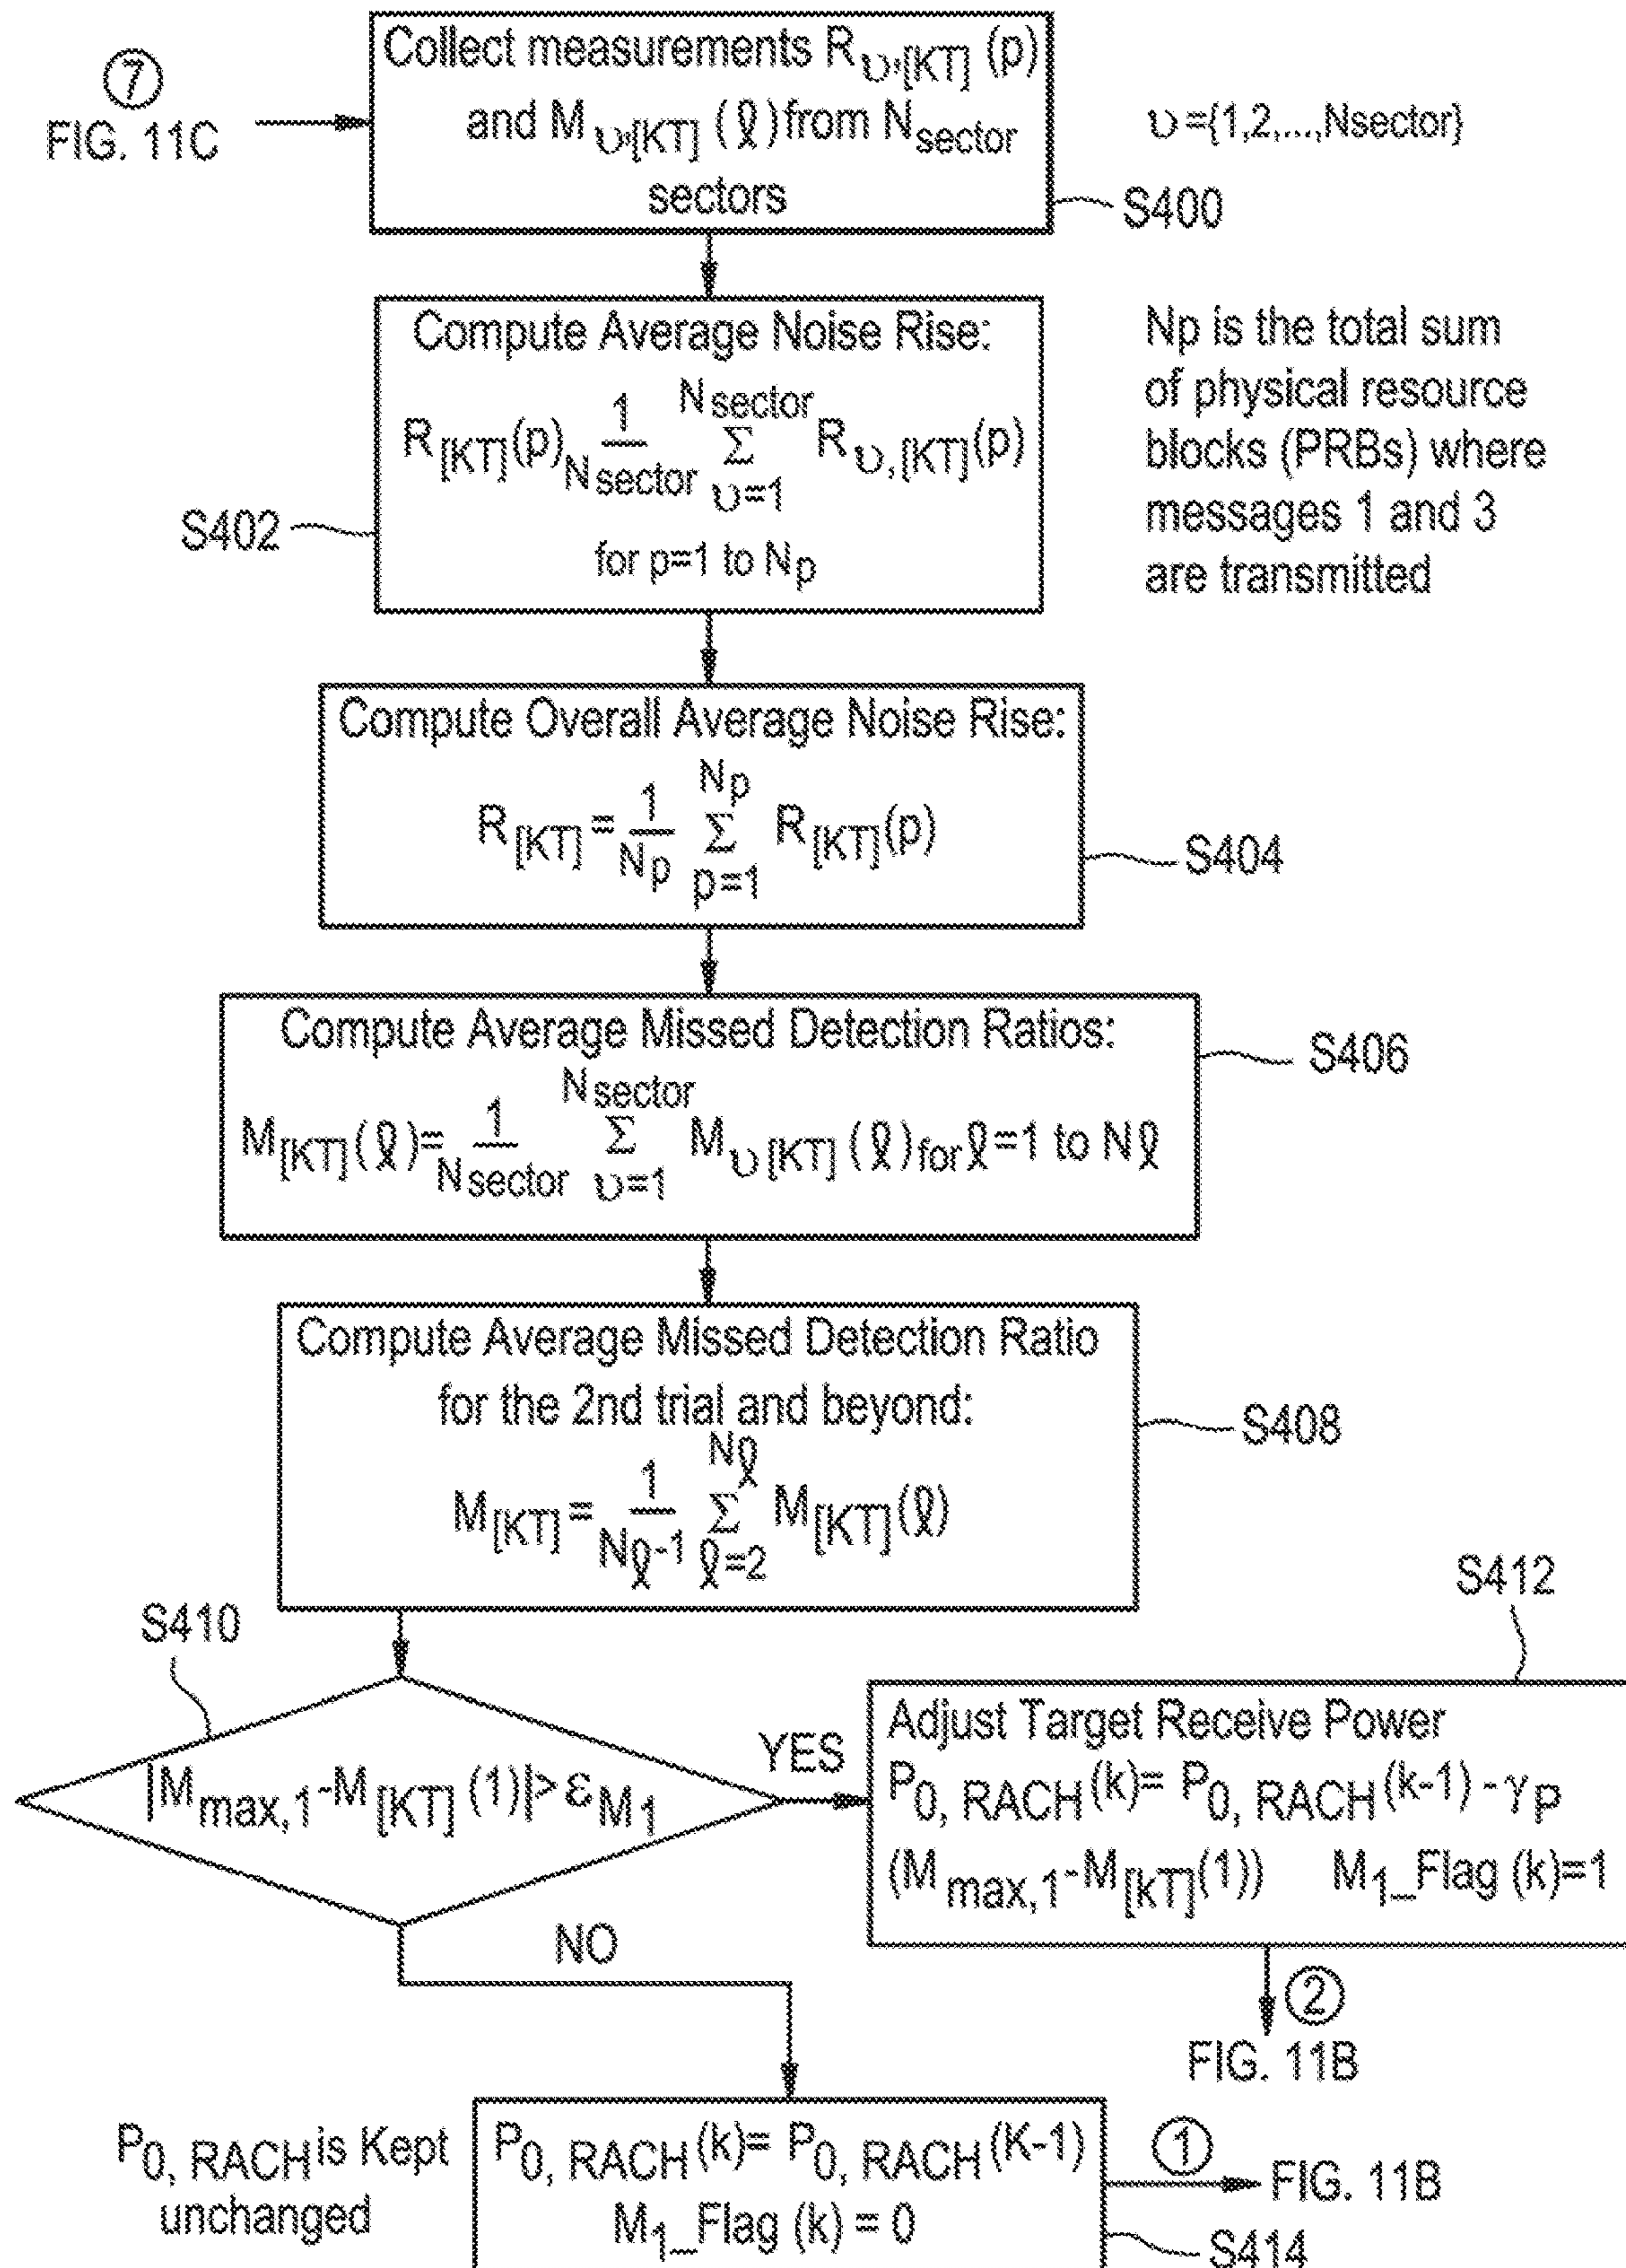 ⑦
FIG. 11C
Collect measurements R υ,[KT] (p)
and M υ,[KT] (ℓ) from N sector
sectors
υ={1,2,...,Nsector}
S400
Compute Average Noise Rise:
R[KT](p) 1/Nsector Σ υ=1 Nsector R υ,[KT](p)
for p=1 to Np
S402
Np is the total sum
of physical resource
blocks (PRBs) where
messages 1 and 3
are transmitted
Compute Overall Average Noise Rise:
R[KT] = 1/Np Σ p=1 Np R[KT](p)
S404
Compute Average Missed Detection Ratios:
M[KT](ℓ)= 1/Nsector Σ υ=1 Nsector M υ[KT] (ℓ) for ℓ=1 to Nℓ
S406
Compute Average Missed Detection Ratio
for the 2nd trial and beyond:
M[KT] = 1/Nℓ-1 Σ ℓ=2 Nℓ M[KT](ℓ)
S408
S410
|Mmax,1-M[KT](1)|> εM1
YES
NO
S412
Adjust Target Receive Power
P0, RACH(k)= P0, RACH(k-1) - γP
(Mmax,1-M[kT](1)) M1_Flag (k)=1
②
FIG. 11B
P0, RACH is Kept
unchanged
P0, RACH(k)= P0, RACH(K-1)
M1_Flag (k) = 0
①
FIG. 11B
S414